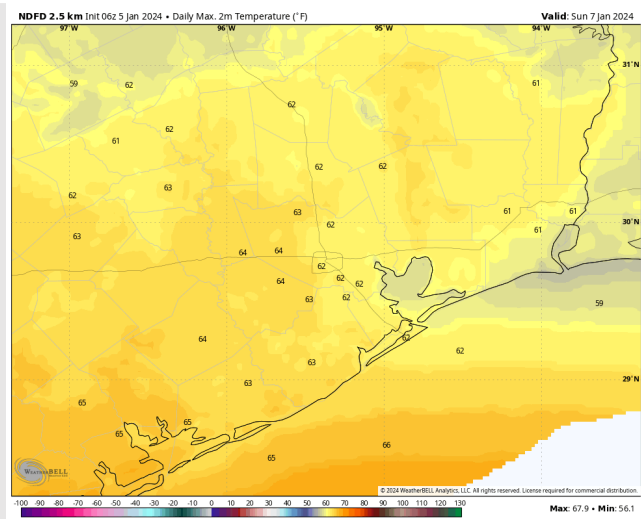 NDFD 2.5 km Init 06z 5 Jan 2024 • Daily Max. 2m Temperature (°F)
Valid: Sun 7 Jan 2024
97°W 96°W 95°W 94°W
31°N
59 62 61
62
61 62
62 62
62 63
63 61 61
62 61
30°N
63
64 64
62
62 62
64
63 62
59
64 62
62
63
29°N
63
65
65
65
66
65
WEATHERBELL
© 2024 WeatherBELL Analytics, LLC. All rights reserved. License required for commercial distribution.
-100 -90 -80 -70 -60 -50 -40 -30 -20 -10 0 10 20 30 40 50 60 70 80 90 100 110 120 130
Max: 67.9 • Min: 56.1